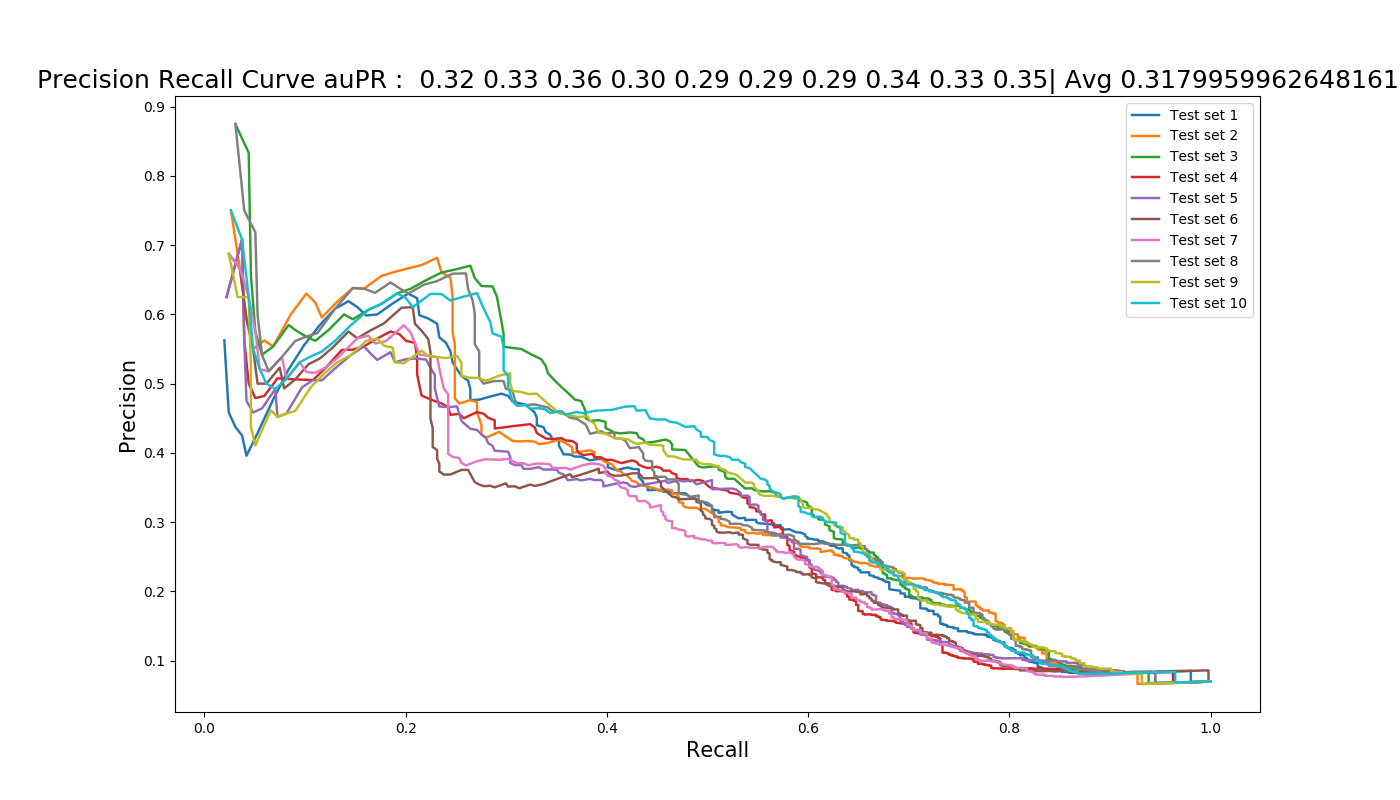 Precision Recall Curve auPR :  0.32 0.33 0.36 0.30 0.29 0.29 0.29 0.34 0.33 0.35| Avg 0.3179959962648161
0.9
0.8
0.7
0.6
0.5
0.4
0.3
0.2
0.1
Precision
Test set 1
Test set 2
Test set 3
Test set 4
Test set 5
Test set 6
Test set 7
Test set 8
Test set 9
Test set 10
0.0 0.2 0.4 0.6 0.8 1.0
Recall